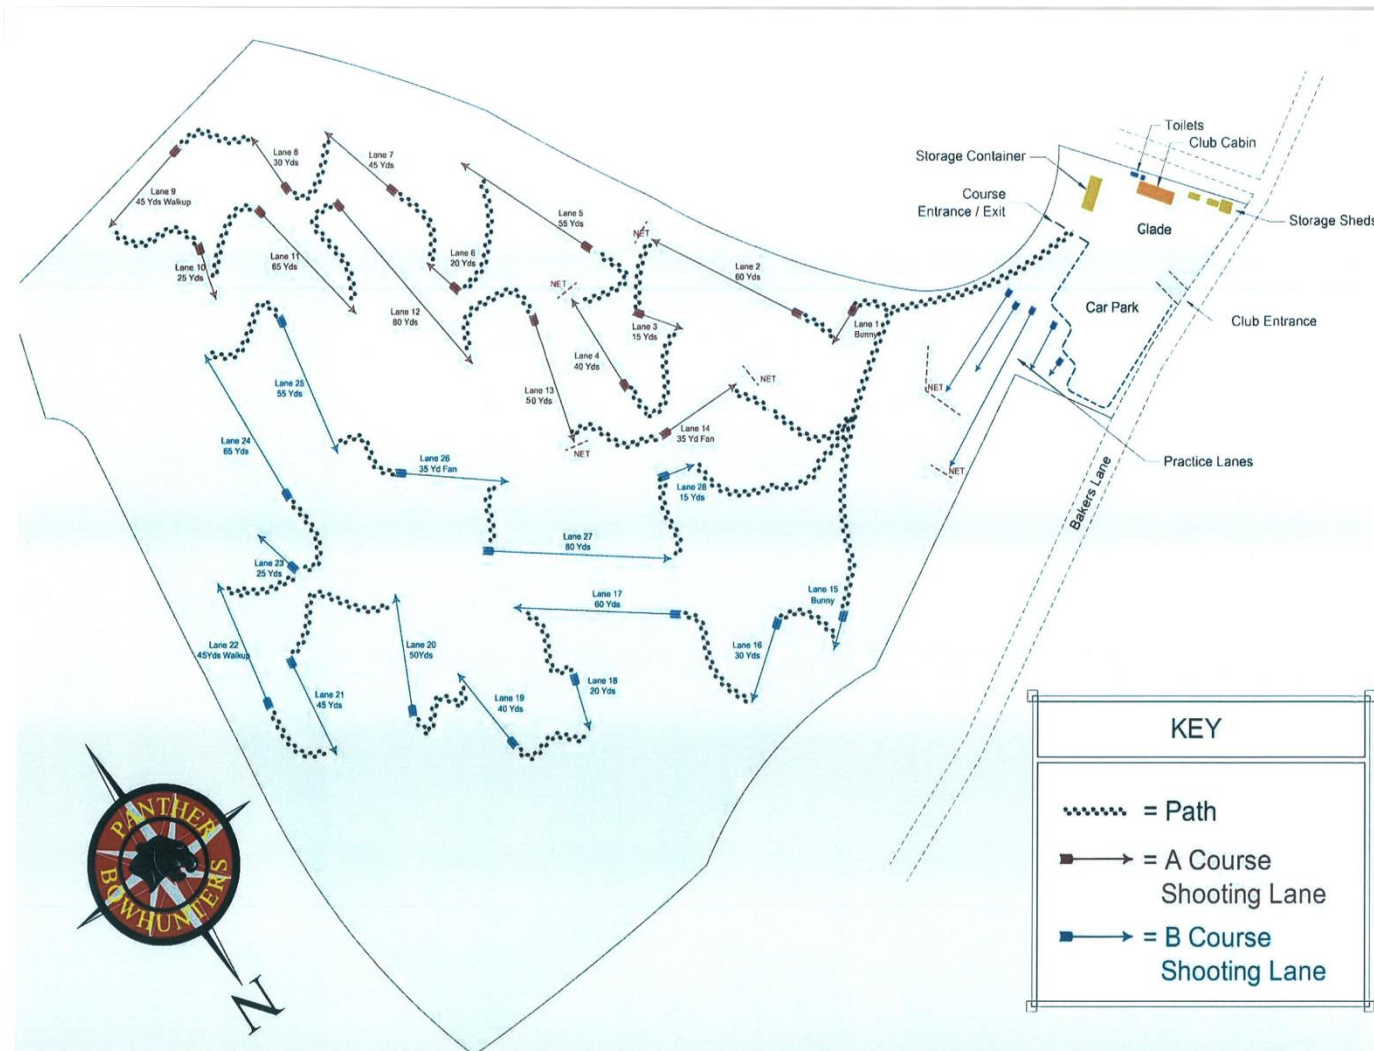 Toilets
Club Cabin
Storage Container
Course
Entrance / Exit
Storage Sheds
Glade
Car Park
Club Entrance
Practice Lanes
Bakers Lane
NET
NET
Lane 1
Bunny
Lane 2
60 Yds
NET
Lane 3
15 Yds
Lane 4
40 Yds
NET
Lane 5
55 Yds
Lane 6
20 Yds
Lane 7
45 Yds
Lane 8
30 Yds
Lane 9
45 Yds Walkup
Lane 10
25 Yds
Lane 11
65 Yds
Lane 12
80 Yds
Lane 13
50 Yds
NET
Lane 14
35 Yd Fan
NET
Lane 15
Bunny
Lane 16
30 Yds
Lane 17
60 Yds
Lane 18
20 Yds
Lane 19
40 Yds
Lane 20
50Yds
Lane 21
45 Yds
Lane 22
45Yds Walkup
Lane 23
25 Yds
Lane 24
65 Yds
Lane 25
55 Yds
Lane 26
35 Yd Fan
Lane 27
80 Yds
Lane 28
15 Yds
PANTHER
BOWHUNTERS
N
KEY
= Path
= A Course
Shooting Lane
= B Course
Shooting Lane